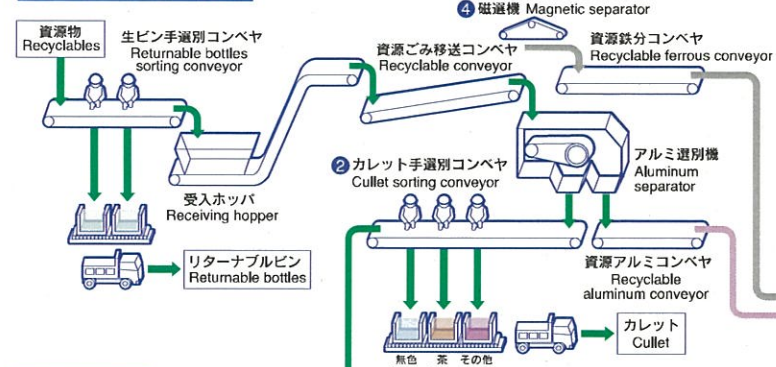 資源物
Recyclables
生ビン手選別コンベヤ
Returnable bottles
sorting conveyor
④ 磁選機 Magnetic separator
資源ごみ移送コンベヤ
Recyclable conveyor
資源鉄分コンベヤ
Recyclable ferrous conveyor
受入ホッパ
Receiving hopper
② カレット手選別コンベヤ
Cullet sorting conveyor
アルミ選別機
Aluminum
separator
リターナブルビン
Returnable bottles
資源アルミコンベヤ
Recyclable
aluminum conveyor
無色 茶 その他
カレット
Cullet